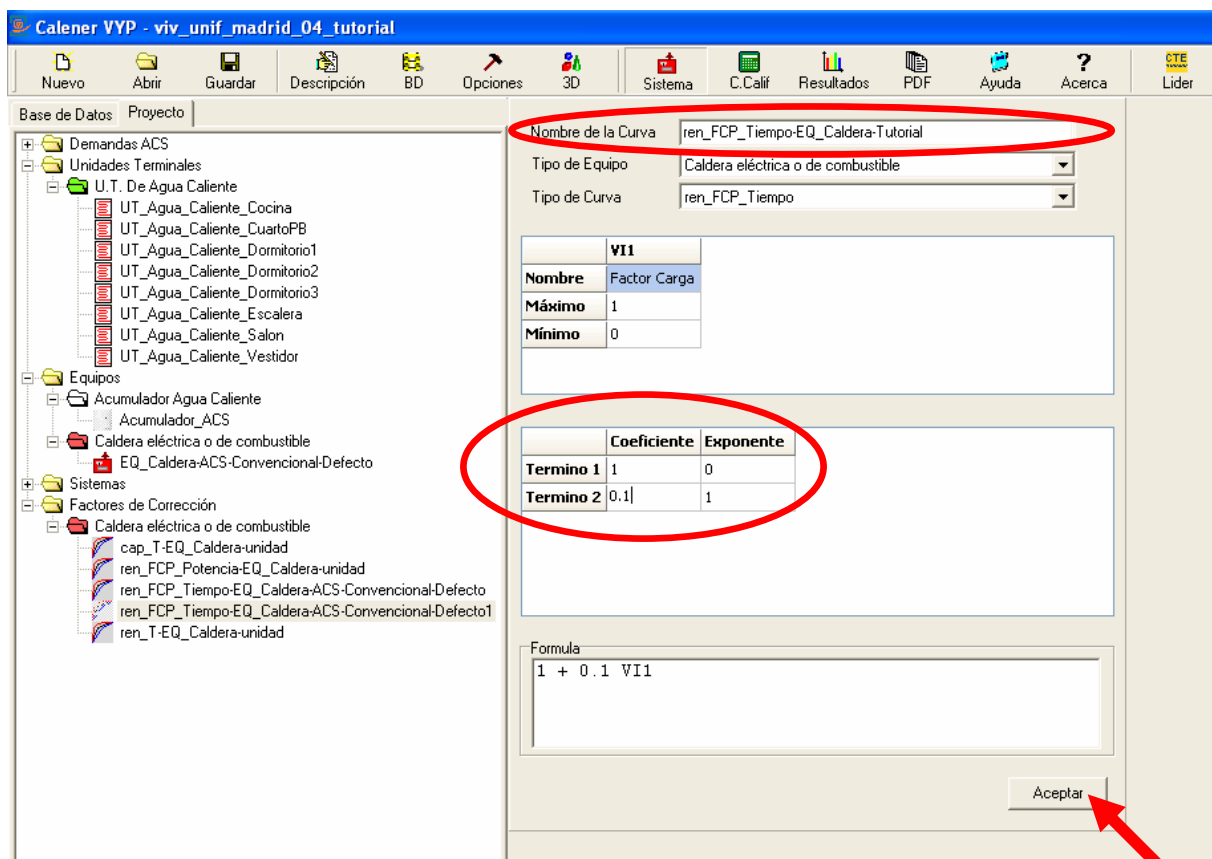 Calener VYP - viv_unif_madrid_04_tutorial
Nuevo Abrir Guardar Descripción BD Opciones 3D Sistema C.Calif Resultados PDF Ayuda Acerca CTE Lider
Base de Datos Proyecto
Demandas ACS
Unidades Terminales
U.T. De Agua Caliente
UT_Agua_Caliente_Cocina
UT_Agua_Caliente_CuartoPB
UT_Agua_Caliente_Dormitorio1
UT_Agua_Caliente_Dormitorio2
UT_Agua_Caliente_Dormitorio3
UT_Agua_Caliente_Escalera
UT_Agua_Caliente_Salon
UT_Agua_Caliente_Vestidor
Equipos
Acumulador Agua Caliente
Acumulador_ACS
Caldera eléctrica o de combustible
EQ_Caldera-ACS-Convencional-Defecto
Sistemas
Factores de Corrección
Caldera eléctrica o de combustible
cap_T-EQ_Caldera-unidad
ren_FCP_Potencia-EQ_Caldera-unidad
ren_FCP_Tiempo-EQ_Caldera-ACS-Convencional-Defecto
ren_FCP_Tiempo-EQ_Caldera-ACS-Convencional-Defecto1
ren_T-EQ_Caldera-unidad
Nombre de la Curva ren_FCP_Tiempo-EQ_Caldera-Tutorial
Tipo de Equipo Caldera eléctrica o de combustible
Tipo de Curva ren_FCP_Tiempo
VI1
Nombre Factor Carga
Máximo 1
Mínimo 0
Coeficiente Exponente
Termino 1 1 0
Termino 2 0.1 1
Formula
1 + 0.1 VI1
Aceptar